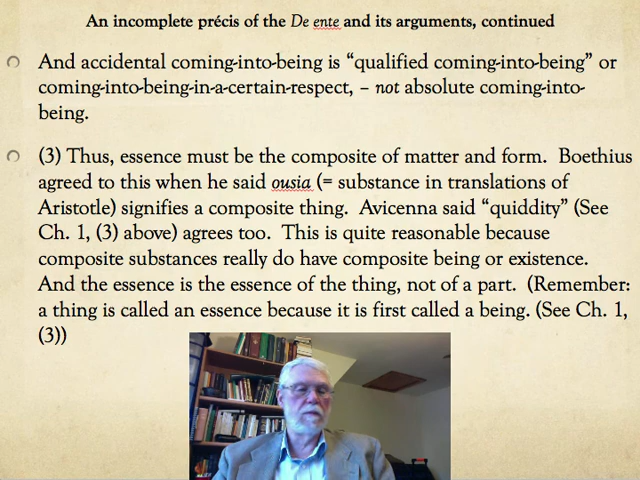 An incomplete précis of the De ente and its arguments, continued
And accidental coming-into-being is “qualified coming-into-being” or
coming-into-being-in-a-certain-respect, – not absolute coming-into-
being.
(3) Thus, essence must be the composite of matter and form. Boethius
agreed to this when he said ousia (= substance in translations of
Aristotle) signifies a composite thing. Avicenna said “quiddity” (See
Ch. 1, (3) above) agrees too. This is quite reasonable because
composite substances really do have composite being or existence.
And the essence is the essence of the thing, not of a part. (Remember:
a thing is called an essence because it is first called a being. (See Ch. 1,
(3))